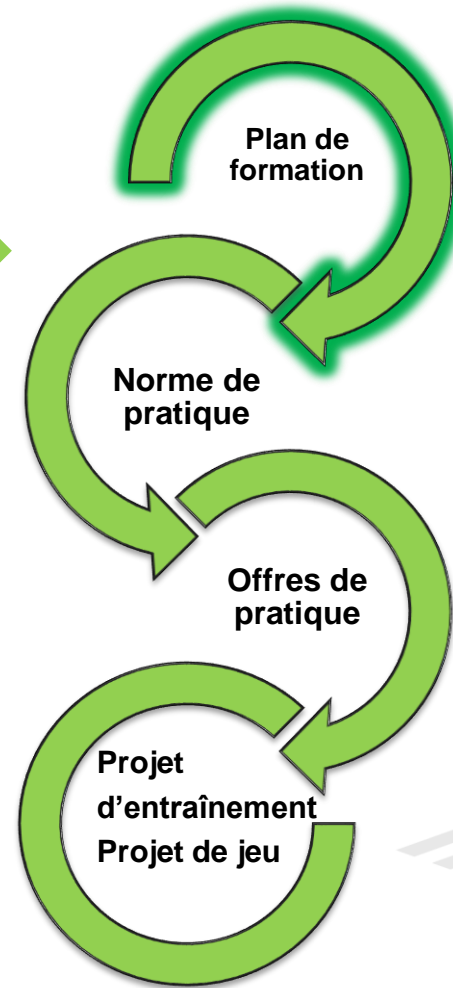 Plan de
formation
Norme de
pratique
Offres de
pratique
Projet
d’entraînement
Projet de jeu